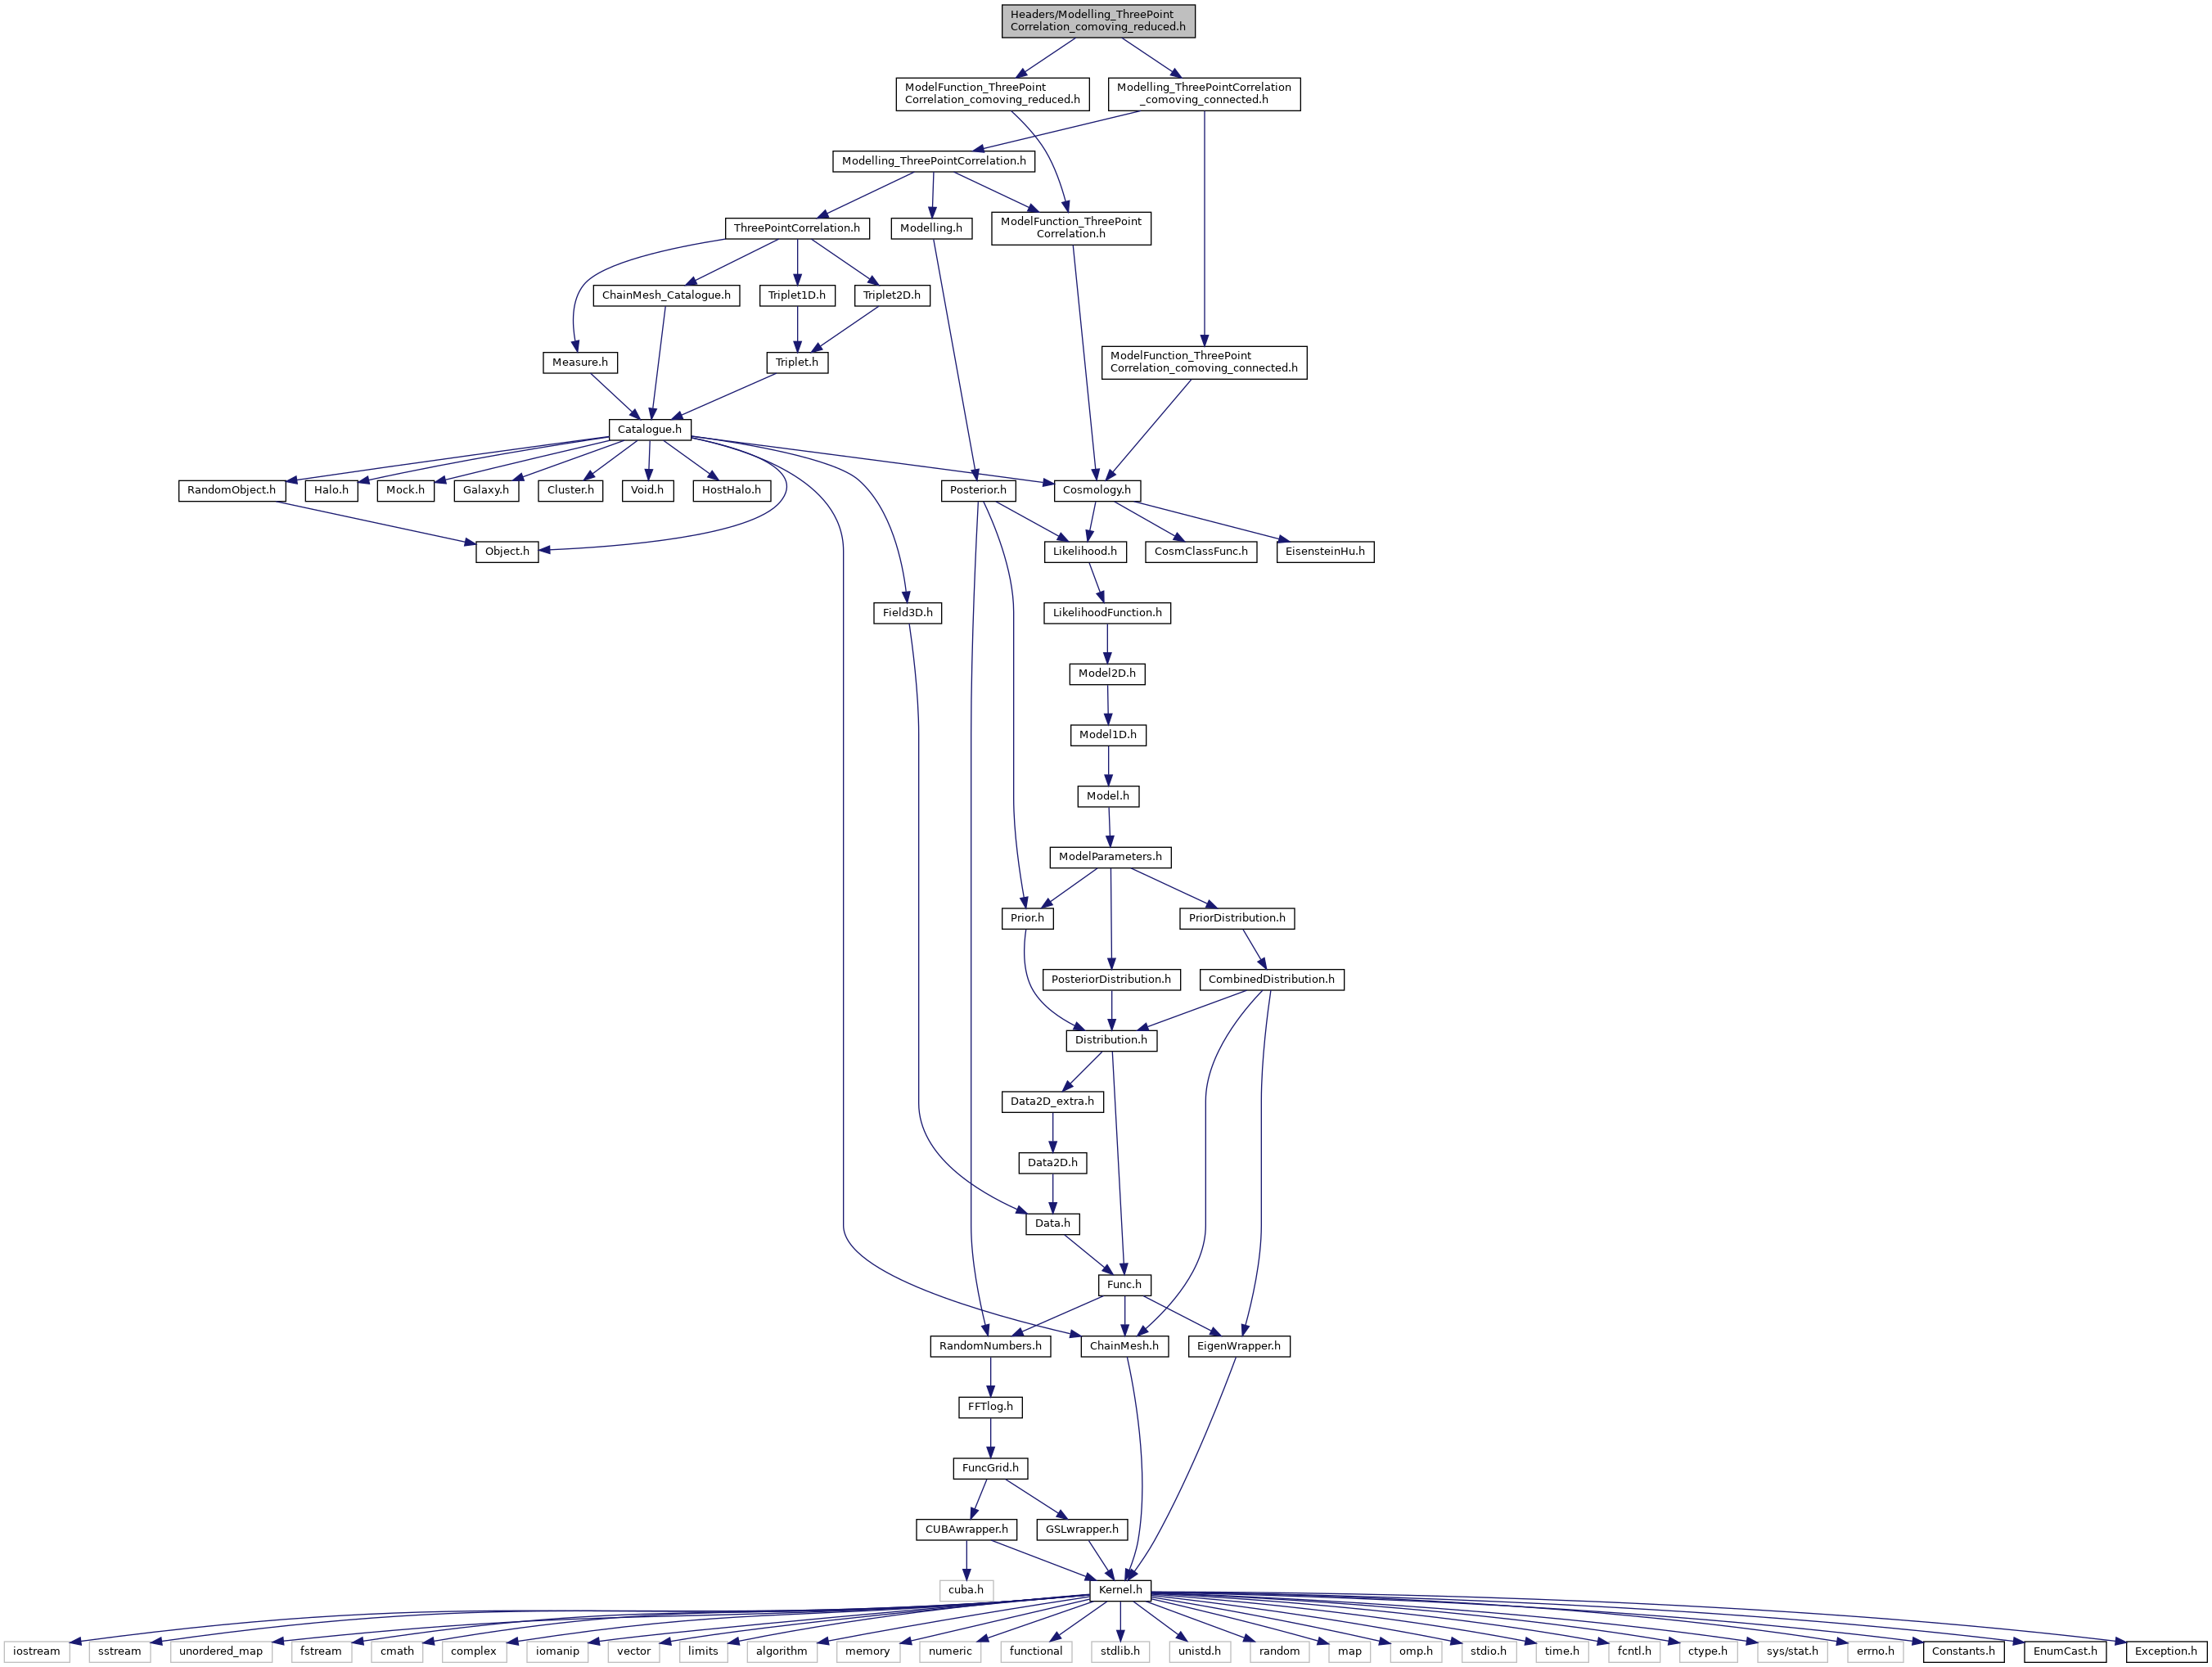 Headers/Modelling_ThreePoint
Correlation_comoving_reduced.h
ModelFunction_ThreePoint
Correlation_comoving_reduced.h
Modelling_ThreePointCorrelation
_comoving_connected.h
Modelling_ThreePointCorrelation.h
ThreePointCorrelation.h
Modelling.h
ModelFunction_ThreePoint
Correlation.h
ChainMesh_Catalogue.h
Triplet1D.h
Triplet2D.h
Measure.h
Triplet.h
ModelFunction_ThreePoint
Correlation_comoving_connected.h
Catalogue.h
RandomObject.h
Halo.h
Mock.h
Galaxy.h
Cluster.h
Void.h
HostHalo.h
Posterior.h
Cosmology.h
Object.h
Likelihood.h
CosmClassFunc.h
EisensteinHu.h
Field3D.h
LikelihoodFunction.h
Model2D.h
Model1D.h
Model.h
ModelParameters.h
Prior.h
PriorDistribution.h
PosteriorDistribution.h
CombinedDistribution.h
Distribution.h
Data2D_extra.h
Data2D.h
Data.h
Func.h
RandomNumbers.h
ChainMesh.h
EigenWrapper.h
FFTlog.h
FuncGrid.h
CUBAwrapper.h
GSLwrapper.h
cuba.h
Kernel.h
iostream
sstream
unordered_map
fstream
cmath
complex
iomanip
vector
limits
algorithm
memory
numeric
functional
stdlib.h
unistd.h
random
map
omp.h
stdio.h
time.h
fcntl.h
ctype.h
sys/stat.h
errno.h
Constants.h
EnumCast.h
Exception.h